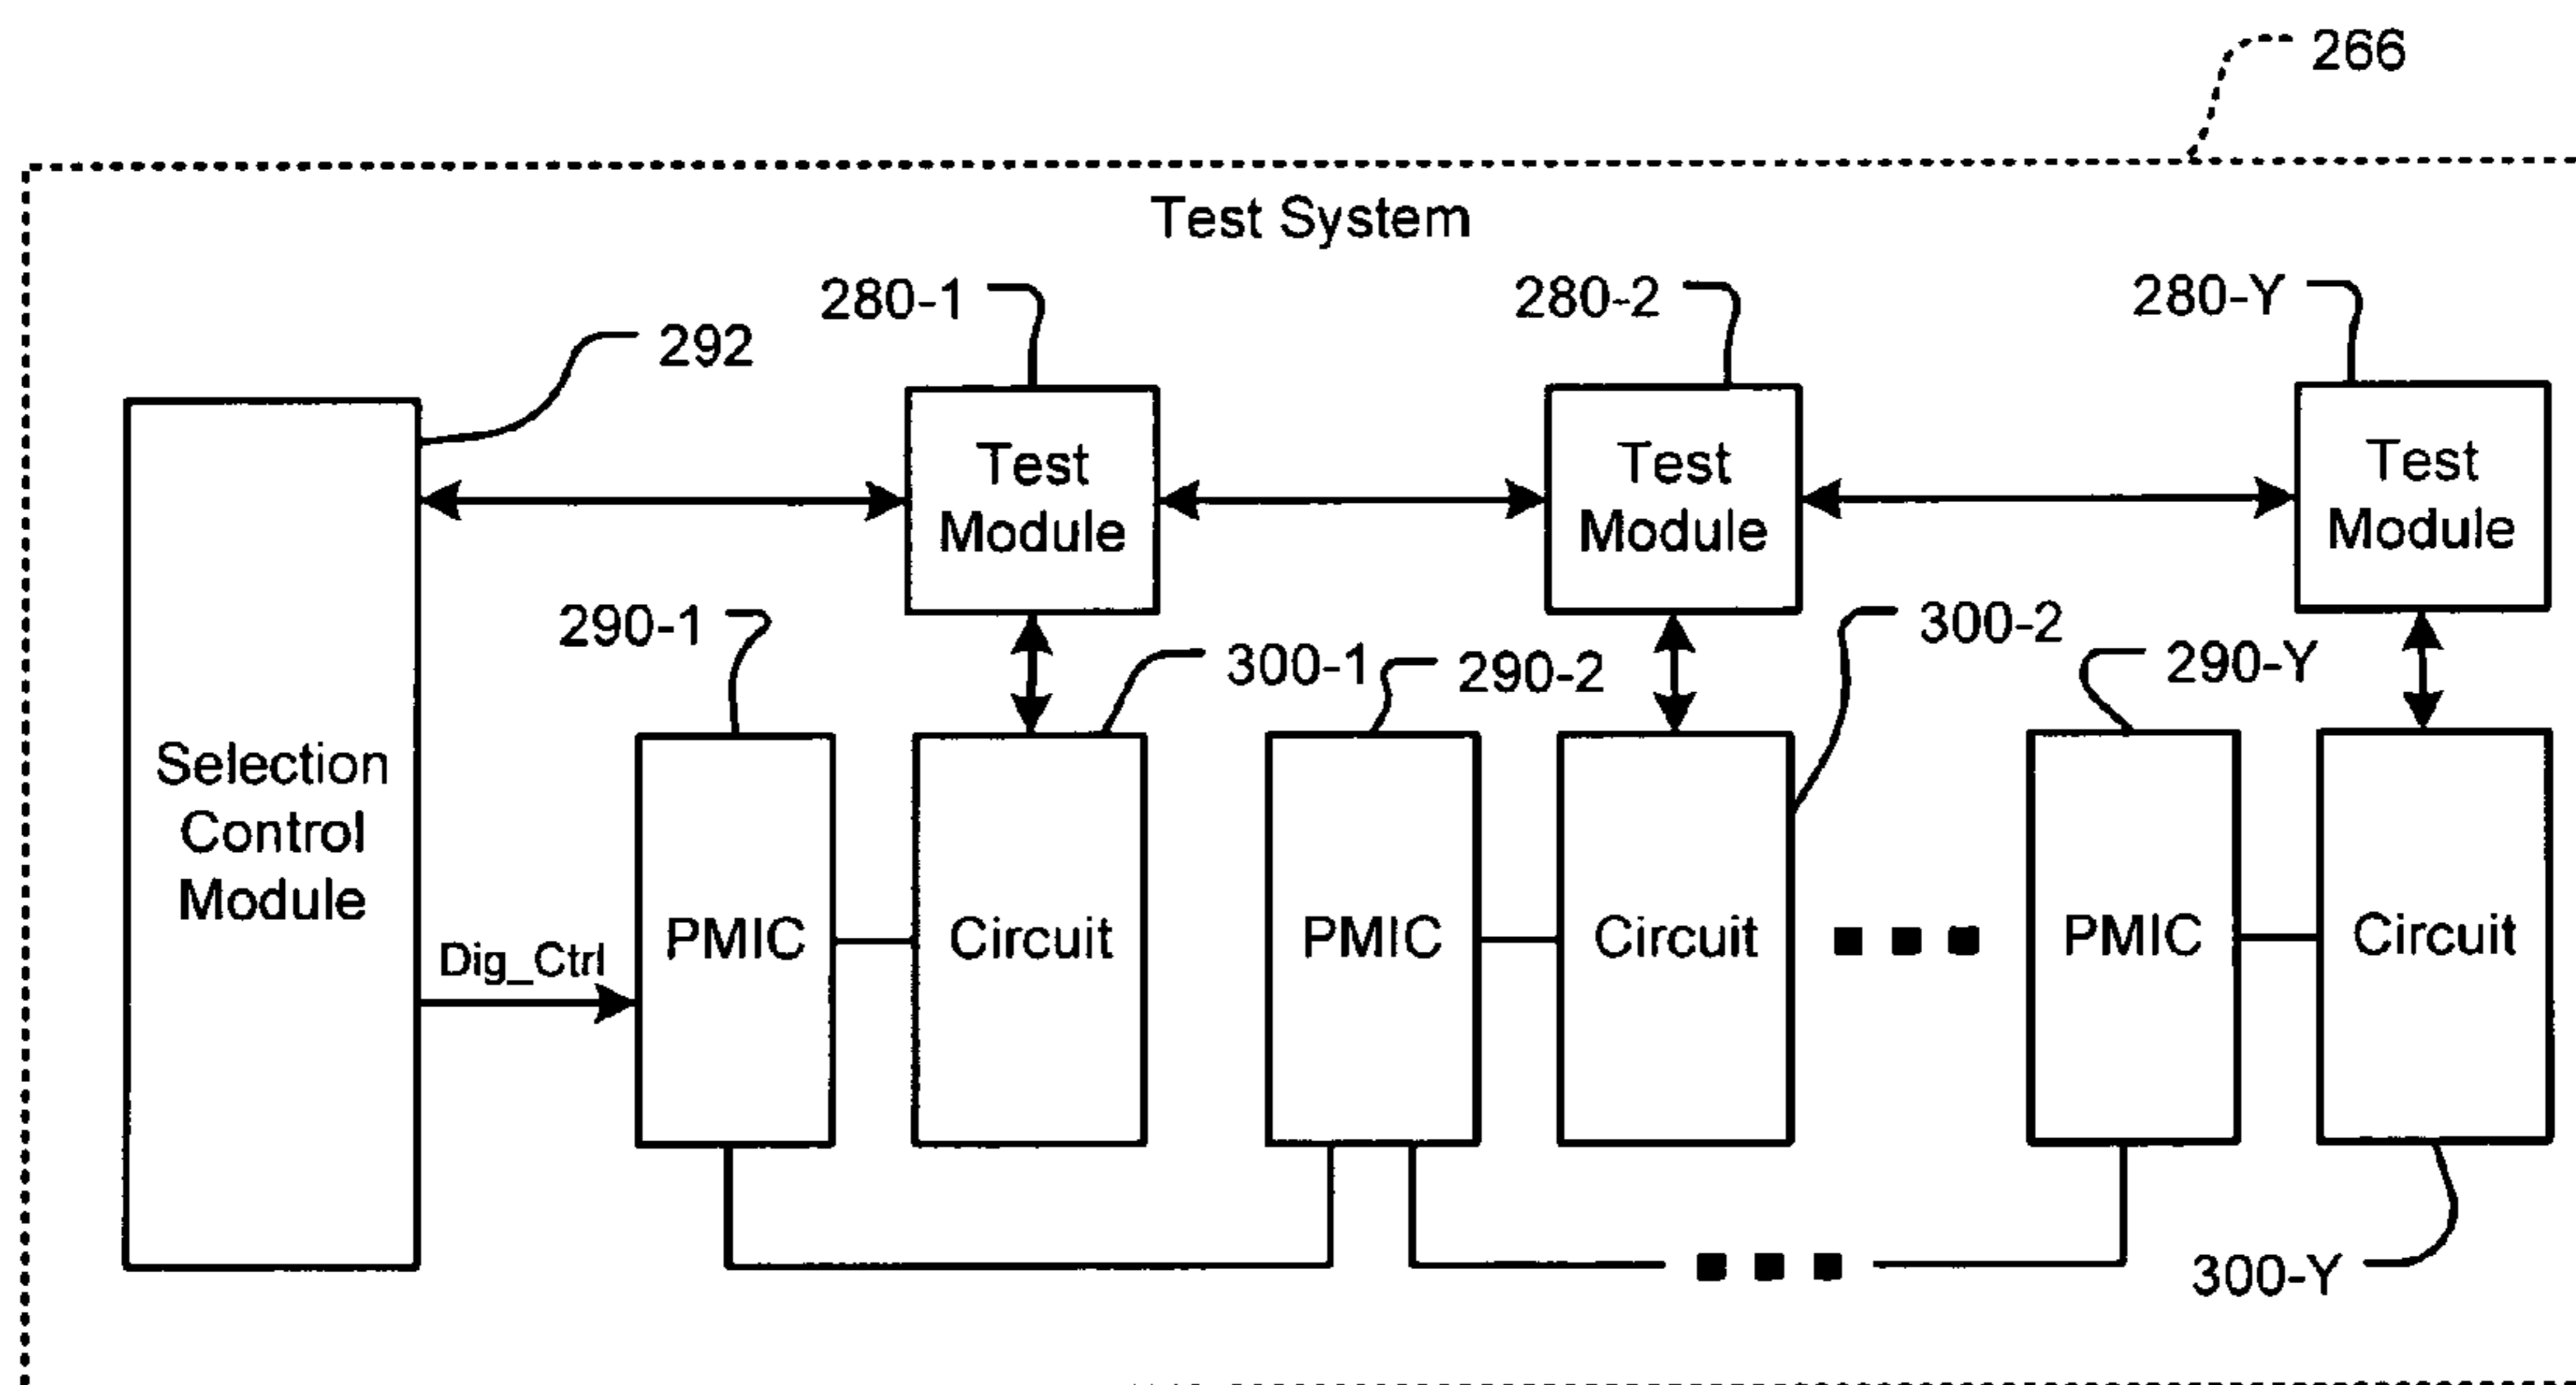 266
Test System
280-1
280-2
280-Y
292
Test
Module
Test
Module
Test
Module
290-1
300-1
290-2
300-2
290-Y
Selection
Control
Module
Dig_Ctrl
PMIC
Circuit
PMIC
Circuit
PMIC
Circuit
300-Y